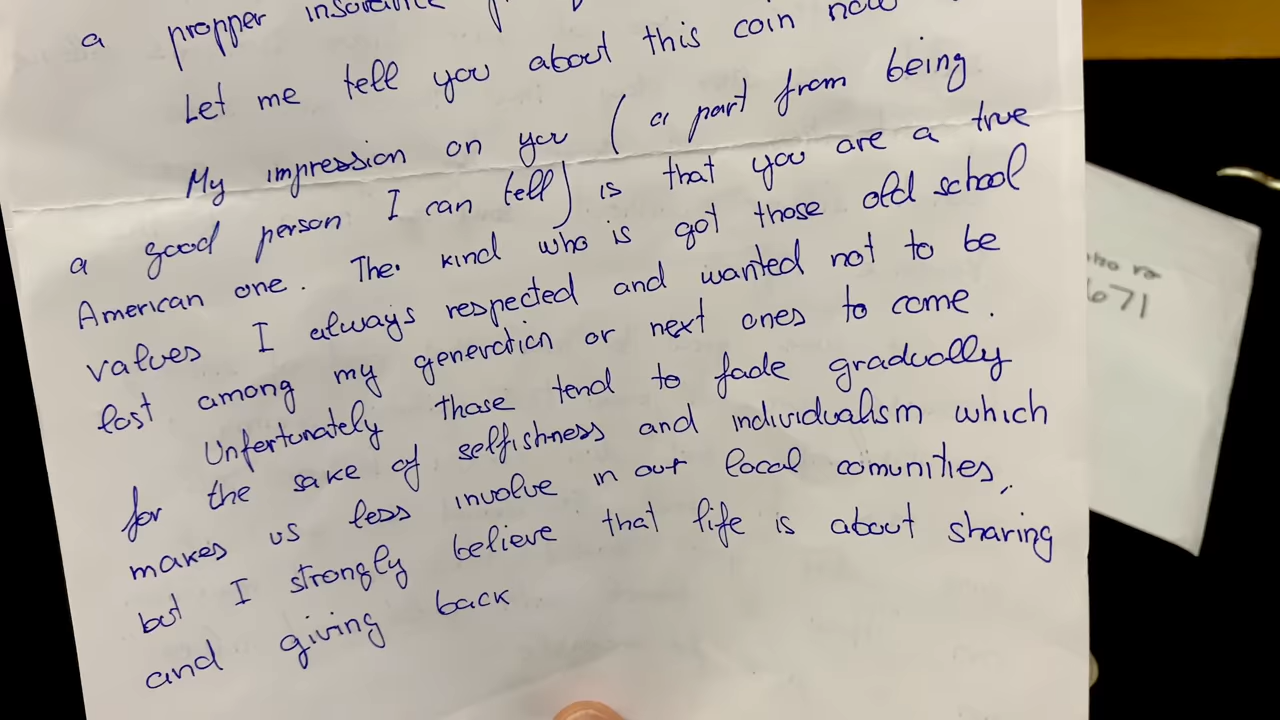 a propper insurance
Let me tell you about this coin now
My impression on you ( a part from being
a good person I can tell) is that you are a true
American one. The kind who is got those old school
values I always respected and wanted not to be
lost among my generation or next ones to come.
Unfortunately those tend to fade gradually
for the sake of selfishness and individualism which
makes us less involve in our local comunities,
but I strongly believe that life is about sharing
and giving back
671